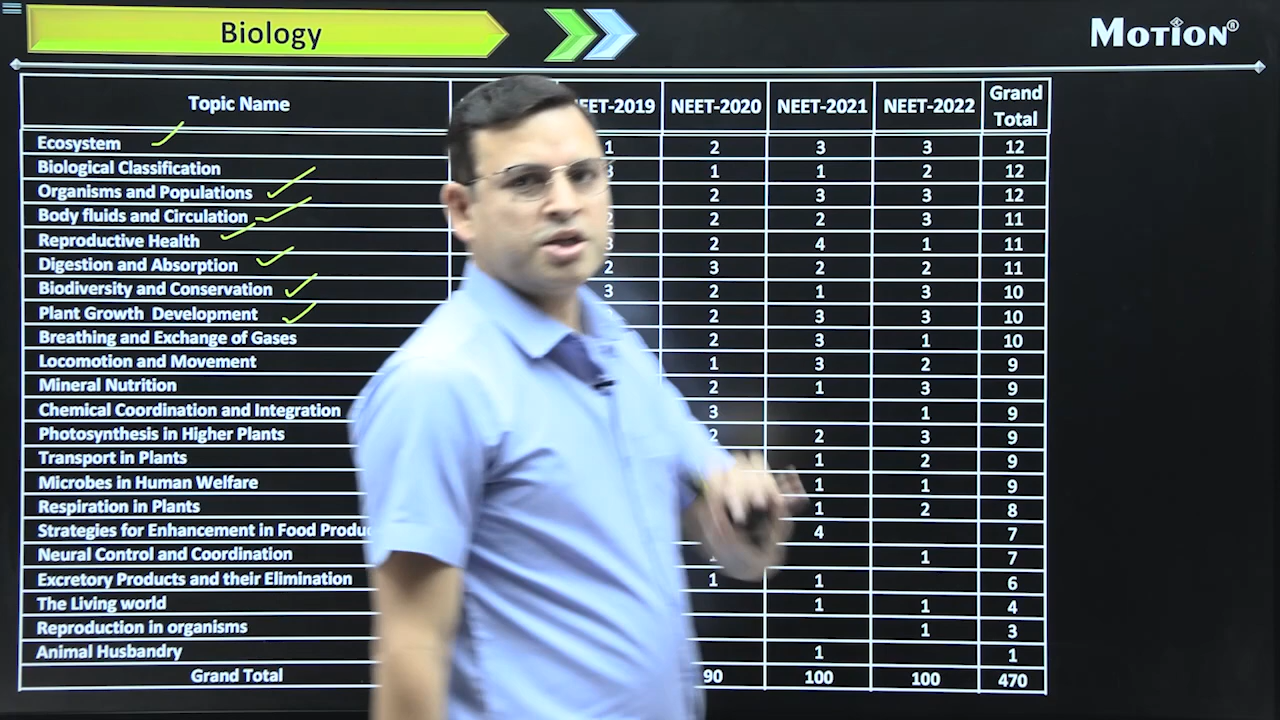 Biology
MOTION®
Topic Name NEET-2020 NEET-2021 NEET-2022 Grand Total
Ecosystem 1 2 3 3 12
Biological Classification 3 1 1 2 12
Organisms and Populations 2 3 3 12
Body fluids and Circulation 2 2 2 3 11
Reproductive Health 3 2 4 1 11
Digestion and Absorption 2 3 2 2 11
Biodiversity and Conservation 3 2 1 3 10
Plant Growth Development 2 3 3 10
Breathing and Exchange of Gases 2 3 1 10
Locomotion and Movement 1 3 2 9
Mineral Nutrition 2 1 3 9
Chemical Coordination and Integration 3 1 9
Photosynthesis in Higher Plants 2 2 3 9
Transport in Plants 1 2 9
Microbes in Human Welfare 1 1 9
Respiration in Plants 1 2 8
Strategies for Enhancement in Food 4 7
Neural Control and Coordination 1 7
Excretory Products and their Elimination 1 1 6
The Living world 1 1 4
Reproduction in organisms 1 3
Animal Husbandry 1 1
Grand Total 90 100 100 470